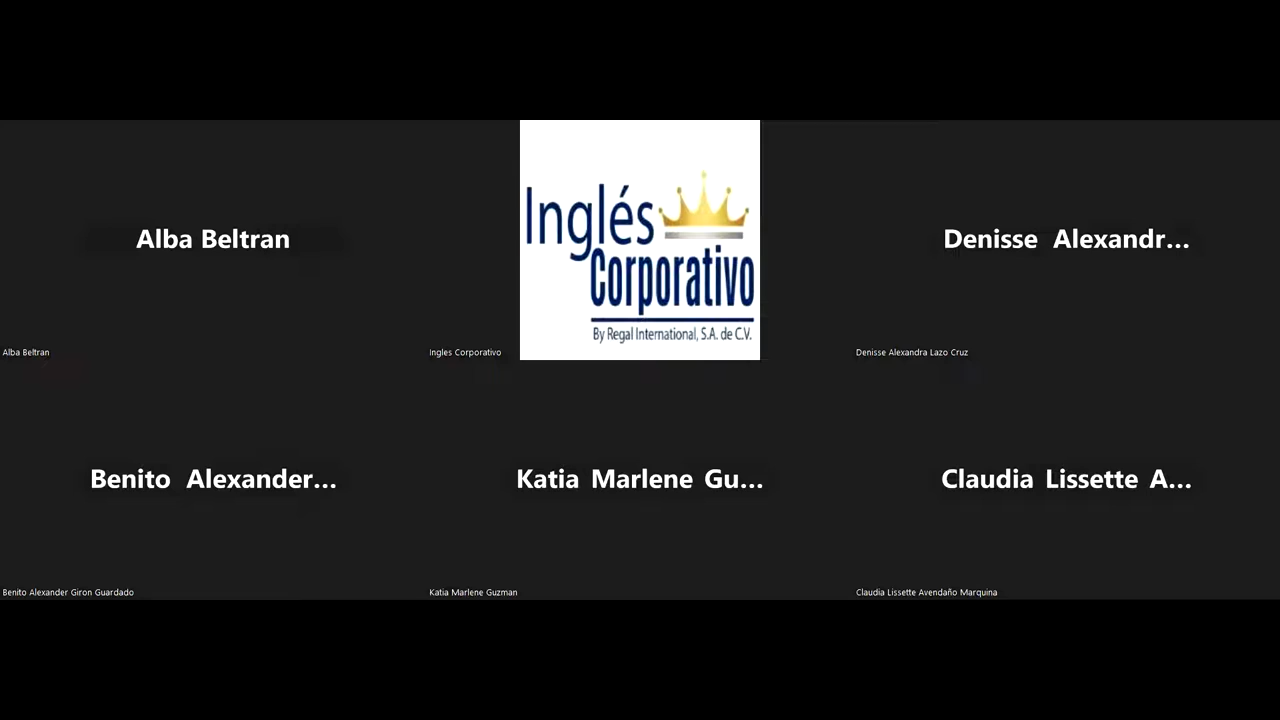 Alba Beltran
Alba Beltran
Inglés
Corporativo
By Regal International, S.A. de C.V.
Ingles Corporativo
Denisse Alexandr...
Denisse Alexandra Lazo Cruz
Benito Alexander...
Benito Alexander Giron Guardado
Katia Marlene Gu...
Katia Marlene Guzman
Claudia Lissette A...
Claudia Lissette Avendaño Marquina